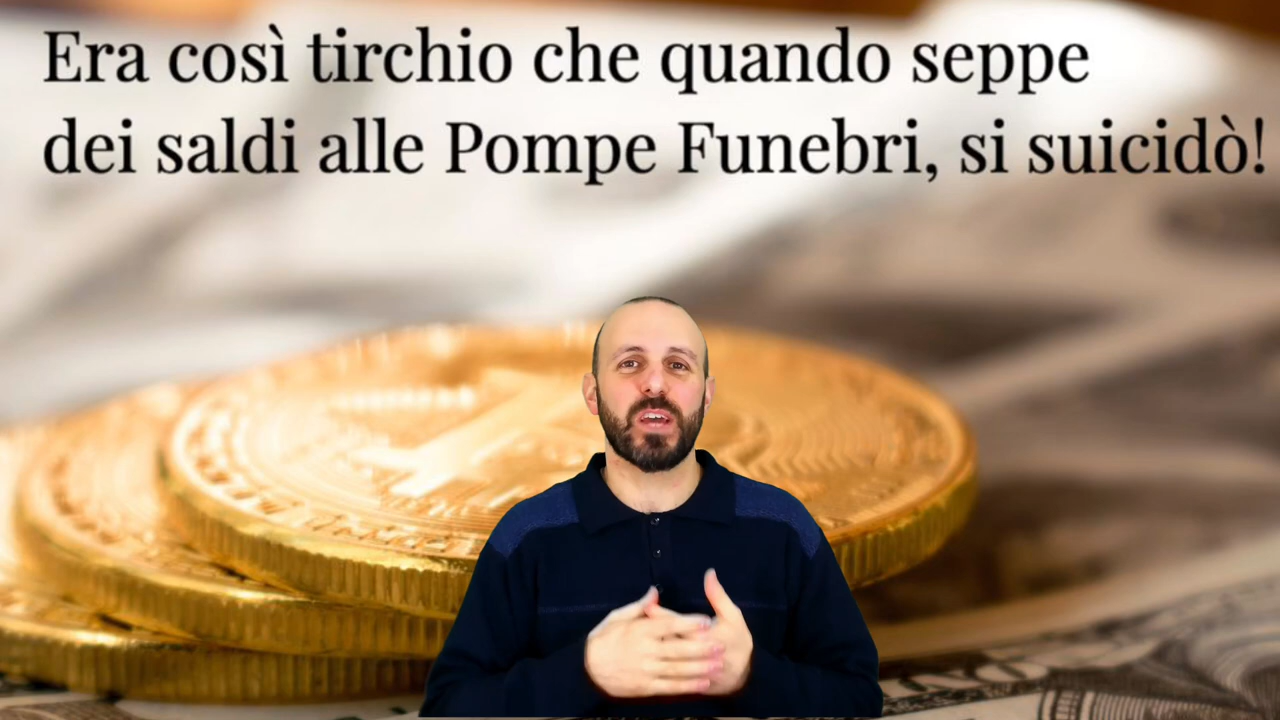 Era così tirchio che quando seppe
dei saldi alle Pompe Funebri, si suicidò!